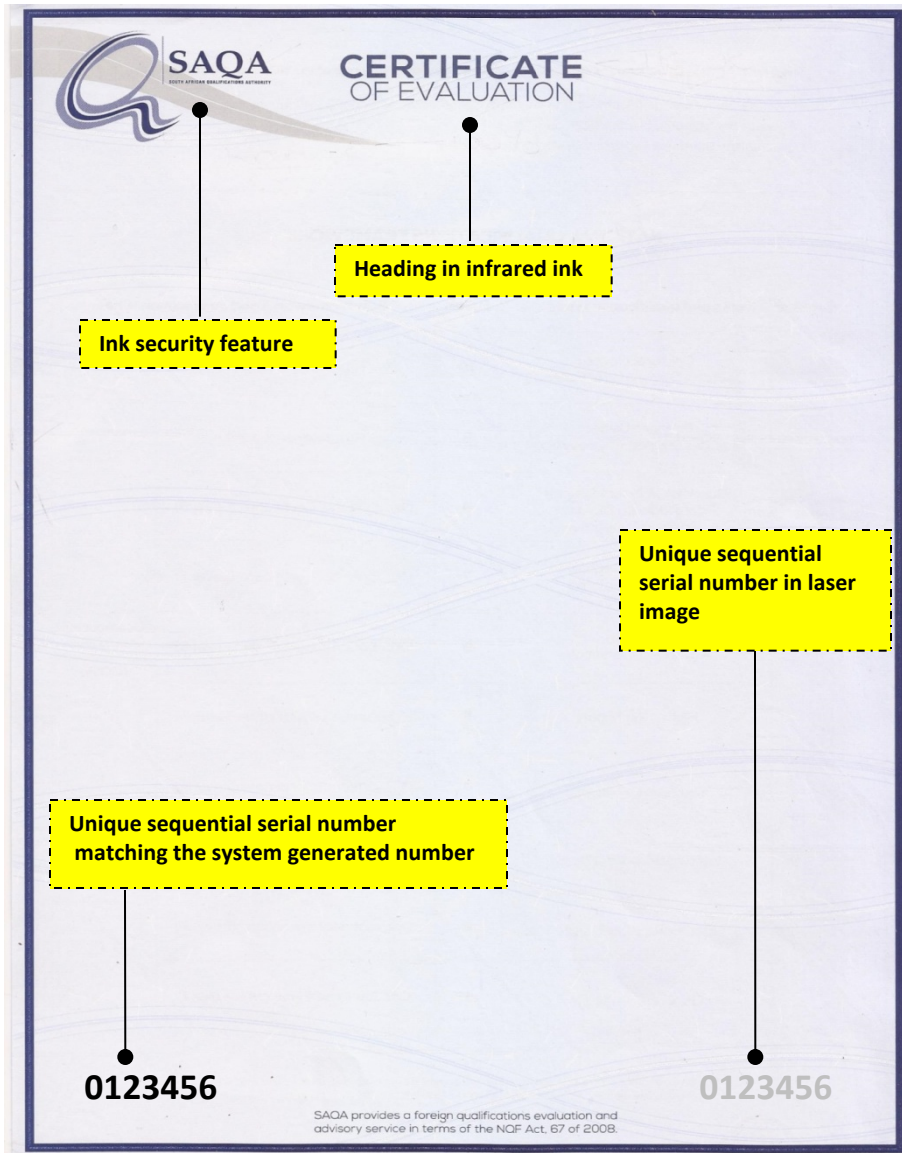 SAQA
SOUTH AFRICAN QUALIFICATIONS AUTHORITY
CERTIFICATE
OF EVALUATION
Heading in infrared ink
Ink security feature
Unique sequential
serial number in laser
image
Unique sequential serial number
matching the system generated number
0123456
0123456
SAQA provides a foreign qualifications evaluation and
advisory service in terms of the NQF Act, 67 of 2008.